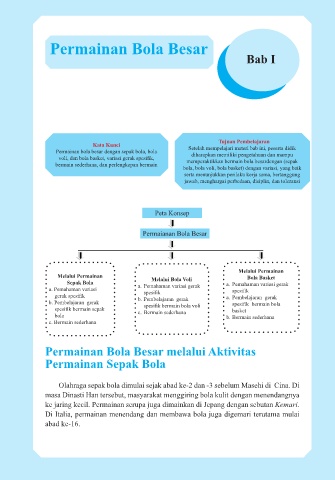 Permainan Bola Besar
Bab I
Kata Kunci
Permainan bola besar dengan sepak bola, bola
voli, dan bola basket, variasi gerak spesifik,
bermain sederhana, dan perlengkapan bermain
Tujuan Pembelajaran
Setelah mempelajari materi bab ini, peserta didik
diharapkan memiliki pengetahuan dan mampu
mempraktikkan bermain bola besardengan (sepak
bola, bola voli, bola basket) dengan variasi, yang baik
serta menunjukkan perilaku kerja sama, bertanggung
jawab, menghargai perbedaan, disiplin, dan toleransi
Peta Konsep
Permaianan Bola Besar
Melalui Permainan
Sepak Bola
a. Pemahaman variasi
gerak spesifik
b. Pembelajaran gerak
spesifik bermain sepak
bola
c. Bermain sederhana
Melalui Bola Voli
a. Pemahaman variasi gerak
spesifik
b. Pembelajaran gerak
spesifik bermain bola voli
c. Bermain sederhana
Melalui Permainan
Bola Basket
a. Pemahaman variasi gerak
spesifik
a. Pembelajaran gerak
spesifik bermain bola
basket
b. Bermain sederhana
Permainan Bola Besar melalui Aktivitas
Permainan Sepak Bola
Olahraga sepak bola dimulai sejak abad ke-2 dan -3 sebelum Masehi di Cina. Di
masa Dinasti Han tersebut, masyarakat menggiring bola kulit dengan menendangnya
ke jaring kecil. Permainan serupa juga dimainkan di Jepang dengan sebutan Kemari.
Di Italia, permainan menendang dan membawa bola juga digemari terutama mulai
abad ke-16.